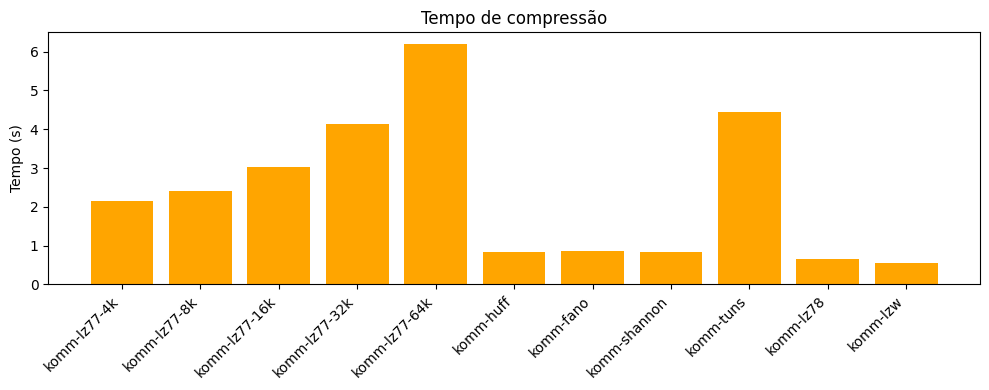 Tempo de compressão
Tempo (s)
6
5
4
3
2
1
0
komm-lz77-4k
komm-lz77-8k
komm-lz77-16k
komm-lz77-32k
komm-lz77-64k
komm-huff
komm-fano
komm-shannon
komm-tuns
komm-lz78
komm-lzw